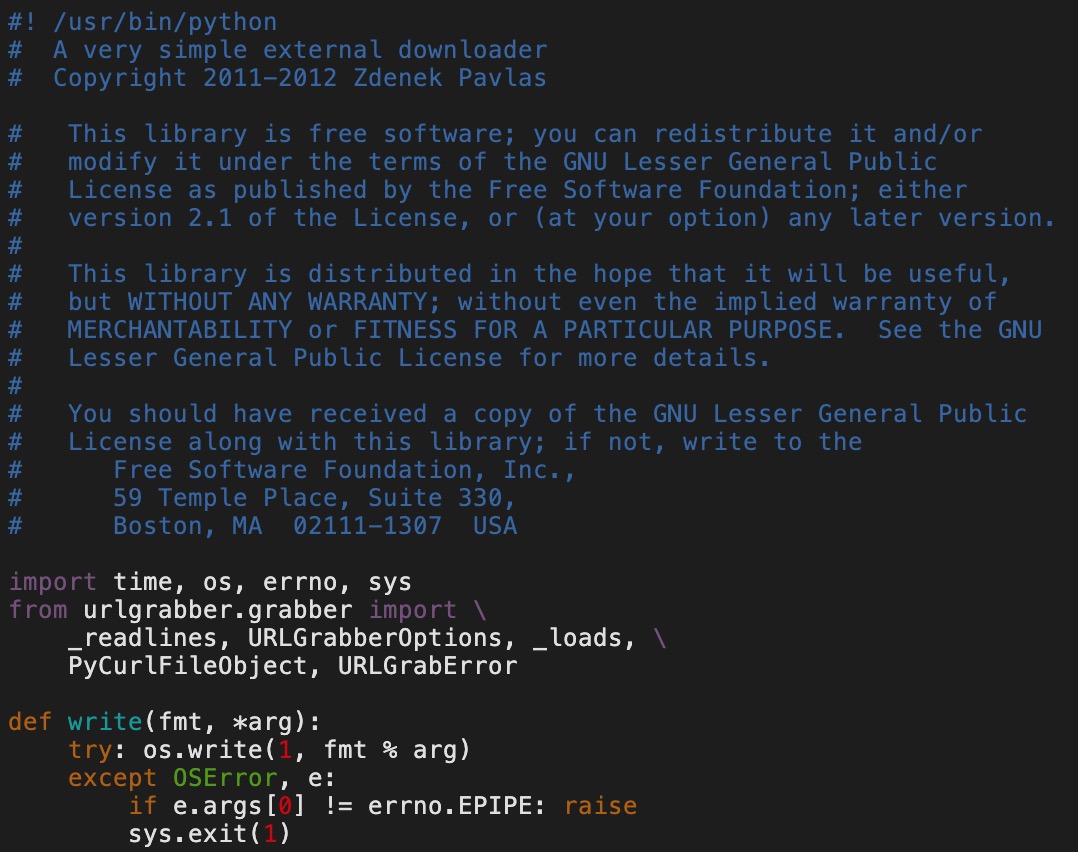 #! /usr/bin/python
#  A very simple external downloader
#  Copyright 2011-2012 Zdenek Pavlas

#   This library is free software; you can redistribute it and/or
#   modify it under the terms of the GNU Lesser General Public
#   License as published by the Free Software Foundation; either
#   version 2.1 of the License, or (at your option) any later version.
#
#   This library is distributed in the hope that it will be useful,
#   but WITHOUT ANY WARRANTY; without even the implied warranty of
#   MERCHANTABILITY or FITNESS FOR A PARTICULAR PURPOSE.  See the GNU
#   Lesser General Public License for more details.
#
#   You should have received a copy of the GNU Lesser General Public
#   License along with this library; if not, write to the
#      Free Software Foundation, Inc.,
#      59 Temple Place, Suite 330,
#      Boston, MA  02111-1307  USA

import time, os, errno, sys
from urlgrabber.grabber import \
    _readlines, URLGrabberOptions, _loads, \
    PyCurlFileObject, URLGrabError

def write(fmt, *arg):
    try: os.write(1, fmt % arg)
    except OSError, e:
        if e.args[0] != errno.EPIPE: raise
        sys.exit(1)